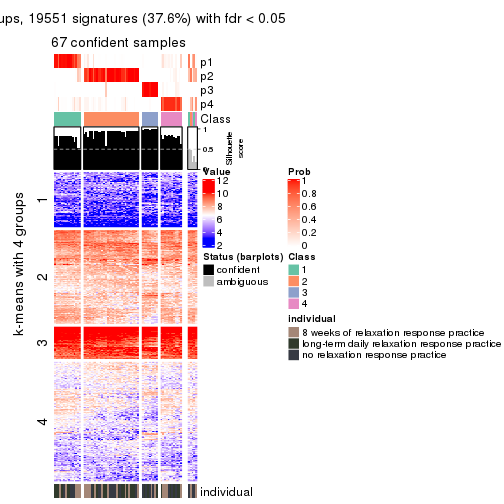 ups, 19551 signatures (37.6%) with fdr < 0.05
67 confident samples
p1
p2
p3
p4
Class
1
0.5
0
Silhouette
score
k-means with 4 groups
1
2
3
4
individual
Value
12
10
8
6
4
2
Prob
1
0.8
0.6
0.4
0.2
0
Status (barplots)
confident
ambiguous
Class
1
2
3
4
individual
8 weeks of relaxation response practice
long-term daily relaxation response practice
no relaxation response practice